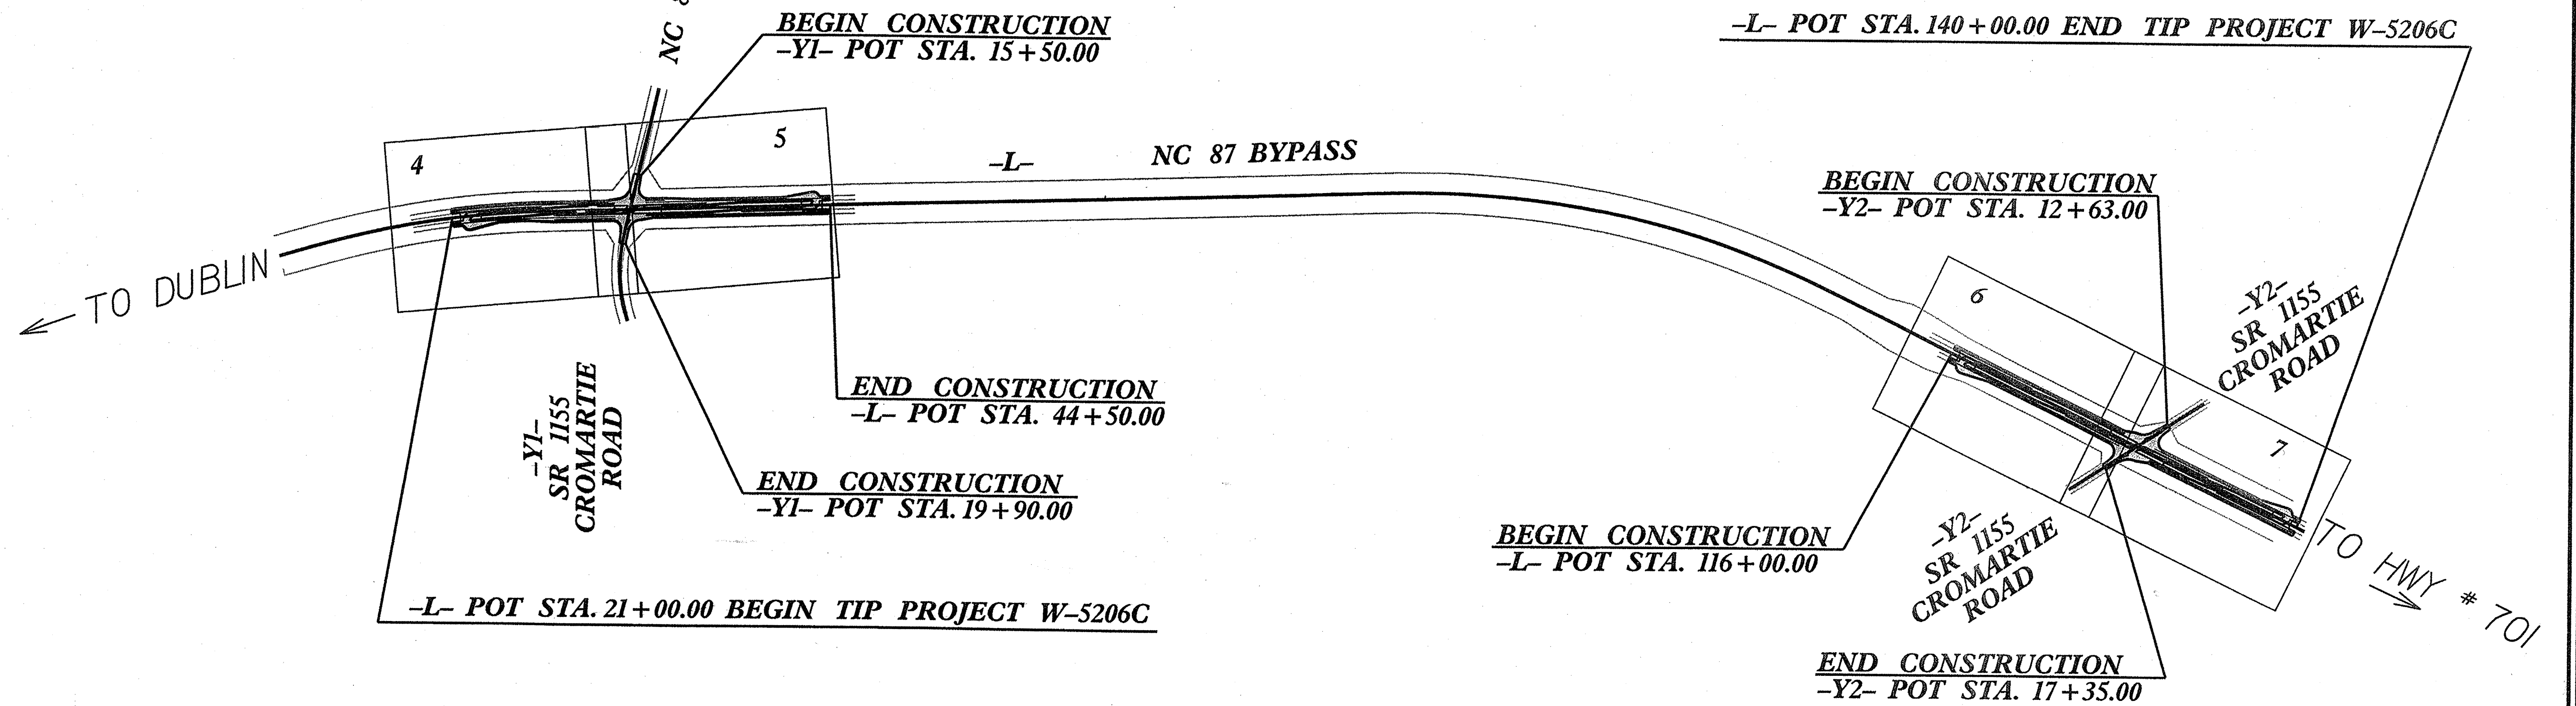 NC
BEGIN CONSTRUCTION
-Y1- POT STA. 15+50.00
-L- POT STA. 140+00.00 END TIP PROJECT W-5206C
4
5
-L-
NC 87 BYPASS
BEGIN CONSTRUCTION
-Y2- POT STA. 12+63.00
TO DUBLIN
6
-Y2-
SR 1155
CROMARTIE
ROAD
-Y1-
SR 1155
CROMARTIE
ROAD
END CONSTRUCTION
-L- POT STA. 44+50.00
7
END CONSTRUCTION
-Y1- POT STA. 19+90.00
BEGIN CONSTRUCTION
-L- POT STA. 116+00.00
-Y2-
SR 1155
CROMARTIE
ROAD
TO HWY # 701
-L- POT STA. 21+00.00 BEGIN TIP PROJECT W-5206C
END CONSTRUCTION
-Y2- POT STA. 17+35.00